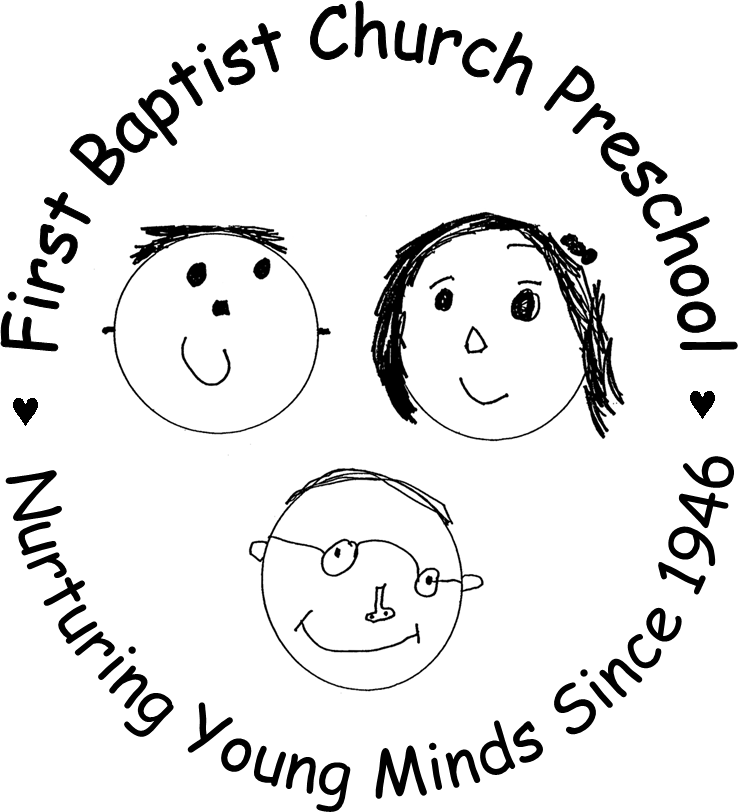 First Baptist Church Preschool
♥ Nurturing Young Minds Since 1946 ♥